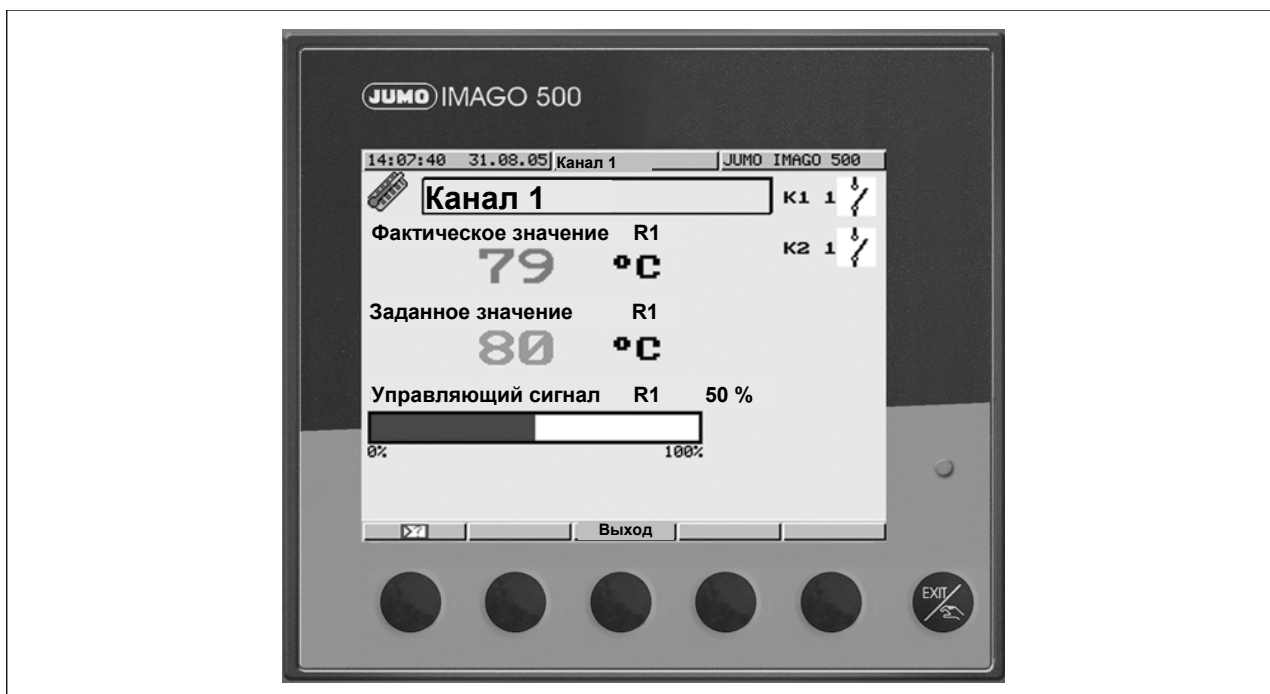 JUMO IMAGO 500
14:07:40 31.08.05 Канал 1 JUMO IMAGO 500
Канал 1 K1 1
Фактическое значение R1
K2 1
79 °C
Заданное значение R1
80 °C
Управляющий сигнал R1 50 %
0% 100%
Выход
EXIT